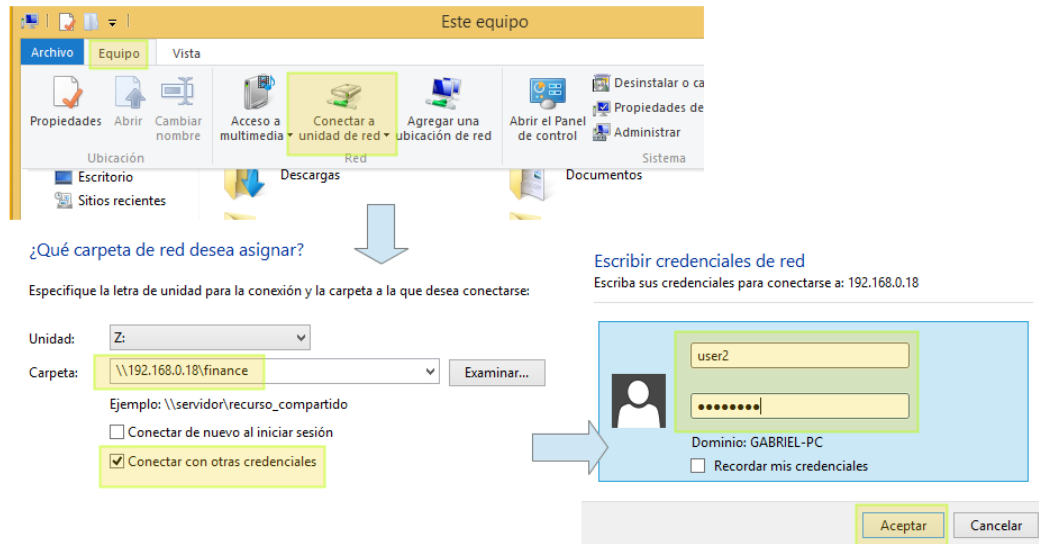 Este equipo
Archivo Equipo Vista
Propiedades Abrir Cambiar nombre Acceso a multimedia Conectar a unidad de red Agregar una ubicación de red Abrir el Panel de control
Desinstalar o ca
Propiedades de
Administrar
Ubicación Red Sistema
Escritorio Descargas Documentos
Sitios recientes
¿Qué carpeta de red desea asignar?
Especifique la letra de unidad para la conexión y la carpeta a la que desea conectarse:
Unidad: Z:
Carpeta: \\192.168.0.18\finance Examinar...
Ejemplo: \\servidor\recurso_compartido
Conectar de nuevo al iniciar sesión
Conectar con otras credenciales
Escribir credenciales de red
Escriba sus credenciales para conectarse a: 192.168.0.18
user2
••••••••
Dominio: GABRIEL-PC
Recordar mis credenciales
Aceptar Cancelar